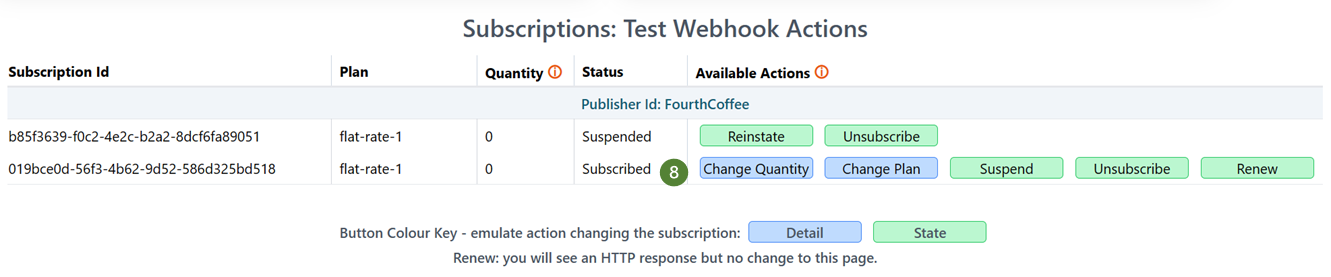 Subscriptions: Test Webhook Actions
Subscription Id Plan Quantity Status Available Actions
Publisher Id: FourthCoffee
b85f3639-f0c2-4e2c-b2a2-8dcf6fa89051 flat-rate-1 0 Suspended Reinstate Unsubscribe
019bce0d-56f3-4b62-9d52-586d325bd518 flat-rate-1 0 Subscribed 8 Change Quantity Change Plan Suspend Unsubscribe Renew
Button Colour Key - emulate action changing the subscription: Detail State
Renew: you will see an HTTP response but no change to this page.